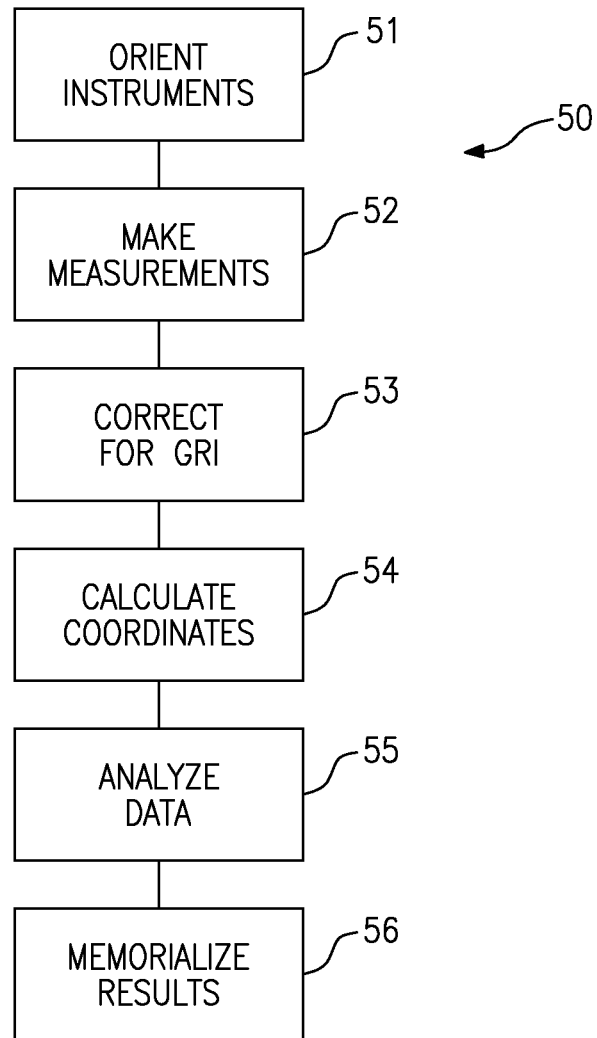 ORIENT
INSTRUMENTS
51
50
MAKE
MEASUREMENTS
52
CORRECT
FOR GRI
53
CALCULATE
COORDINATES
54
ANALYZE
DATA
55
MEMORIALIZE
RESULTS
56